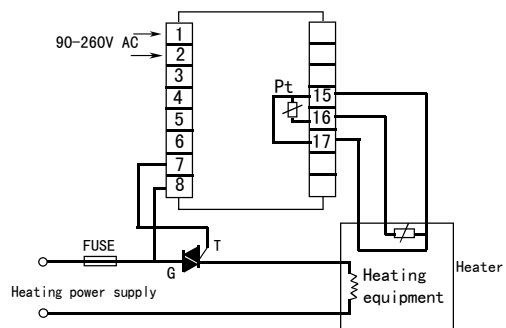 90-260V AC
1
2
3
4
5
6
7
8
Pt
15
16
17
FUSE
G
T
Heating power supply
Heating
equipment
Heater